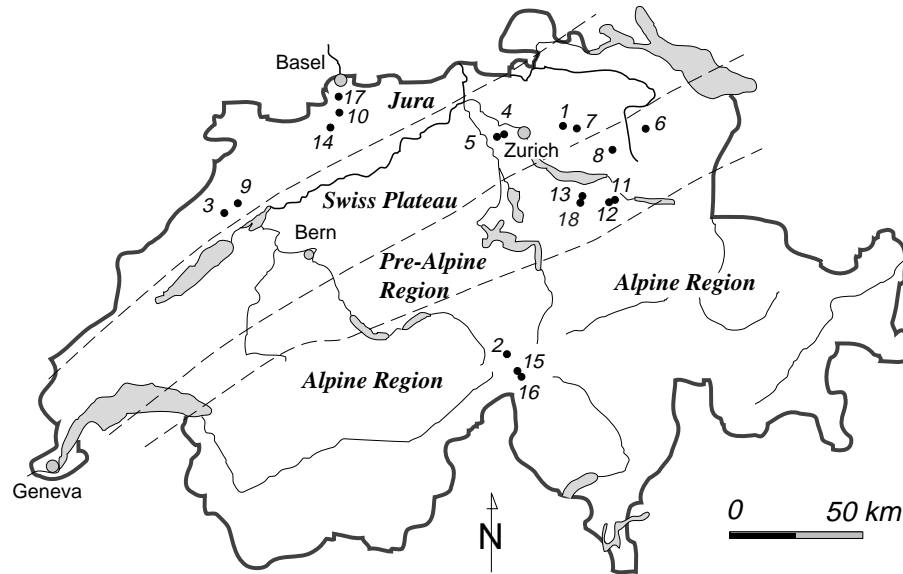 Basel
17
Jura
10
14
4
1
7
6
5
Zurich
8
9
3
Swiss Plateau
13
11
18
12
Bern
Pre-Alpine
Region
Alpine Region
2
15
16
Alpine Region
Geneva
N
0 50 km